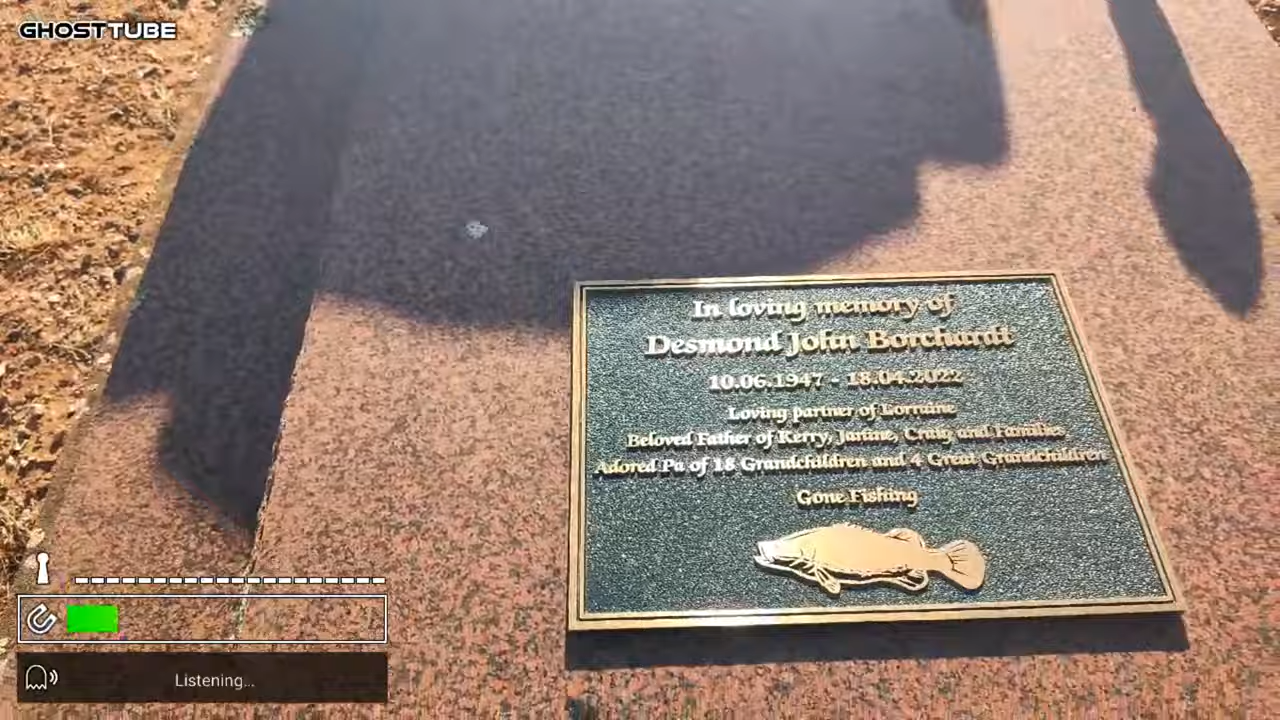 GHOSTTUBE
In loving memory of
Desmond John Borchardt
10.06.1947 - 18.04.2022
Loving partner of Lorraine
Beloved Father of Kerry, Janine, Craig and Families
Adored Pa of 18 Grandchildren and 4 Great Grandchildren
Gone Fishing
Listening...